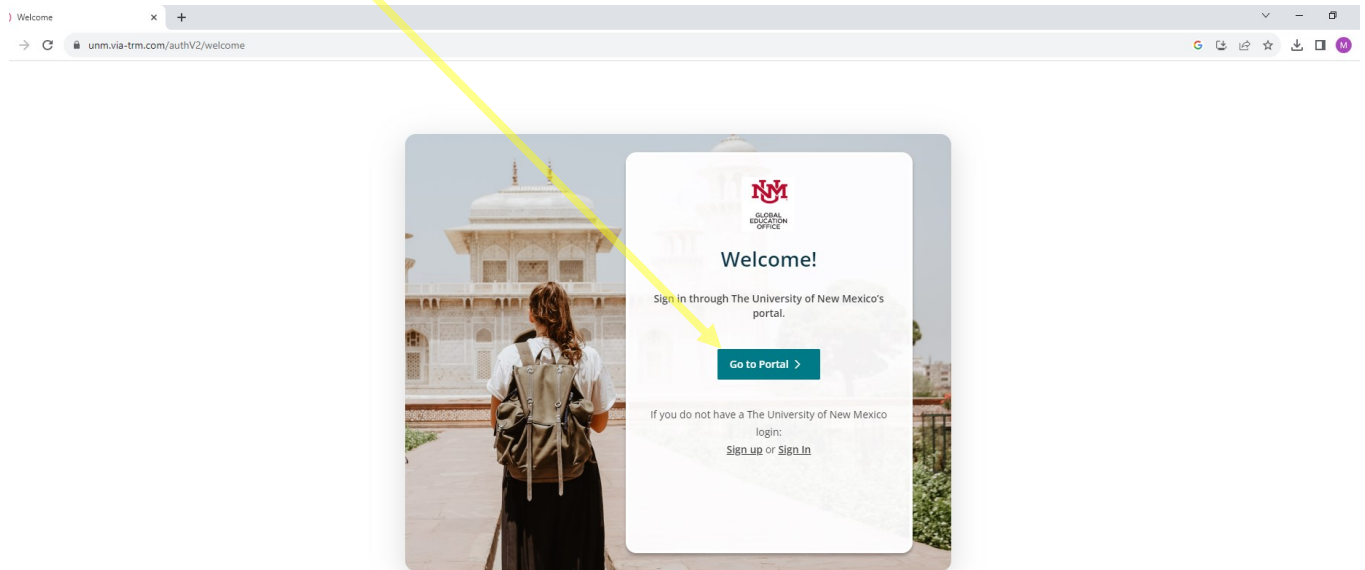 Welcome
unm.via-trm.com/authV2/welcome
G
M
NM
GLOBAL
EDUCATION
OFFICE
Welcome!
Sign in through The University of New Mexico's
portal.
Go to Portal
If you do not have a The University of New Mexico
login:
Sign up or Sign In